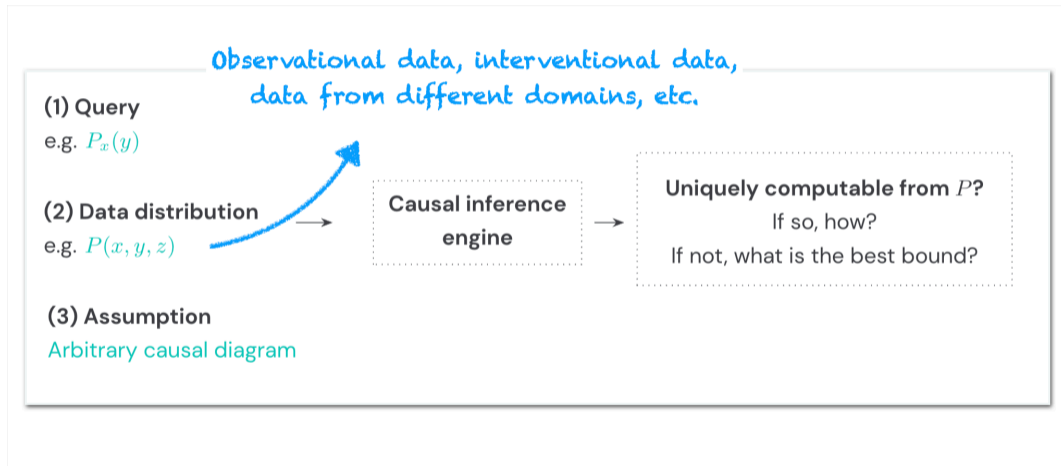 Observational data, interventional data,
data from different domains, etc.
(1) Query
e.g. Pₓ(y)
(2) Data distribution
e.g. P(x, y, z)
(3) Assumption
Arbitrary causal diagram
Causal inference
engine
Uniquely computable from P?
If so, how?
If not, what is the best bound?